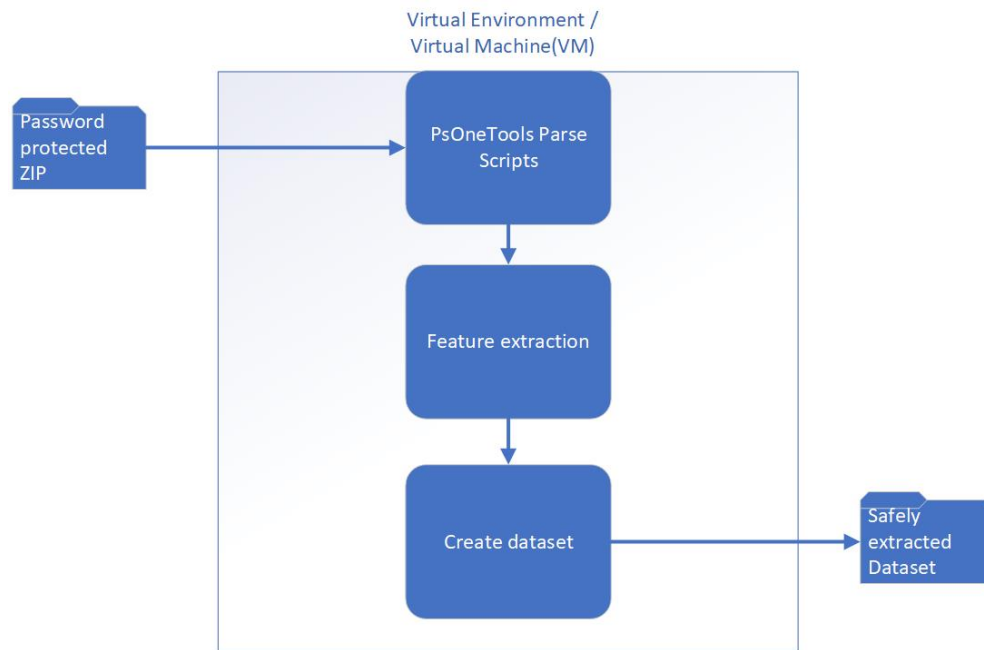 Virtual Environment /
Virtual Machine(VM)
Password
protected
ZIP
PsOneTools Parse
Scripts
Feature extraction
Create dataset
Safely
extracted
Dataset